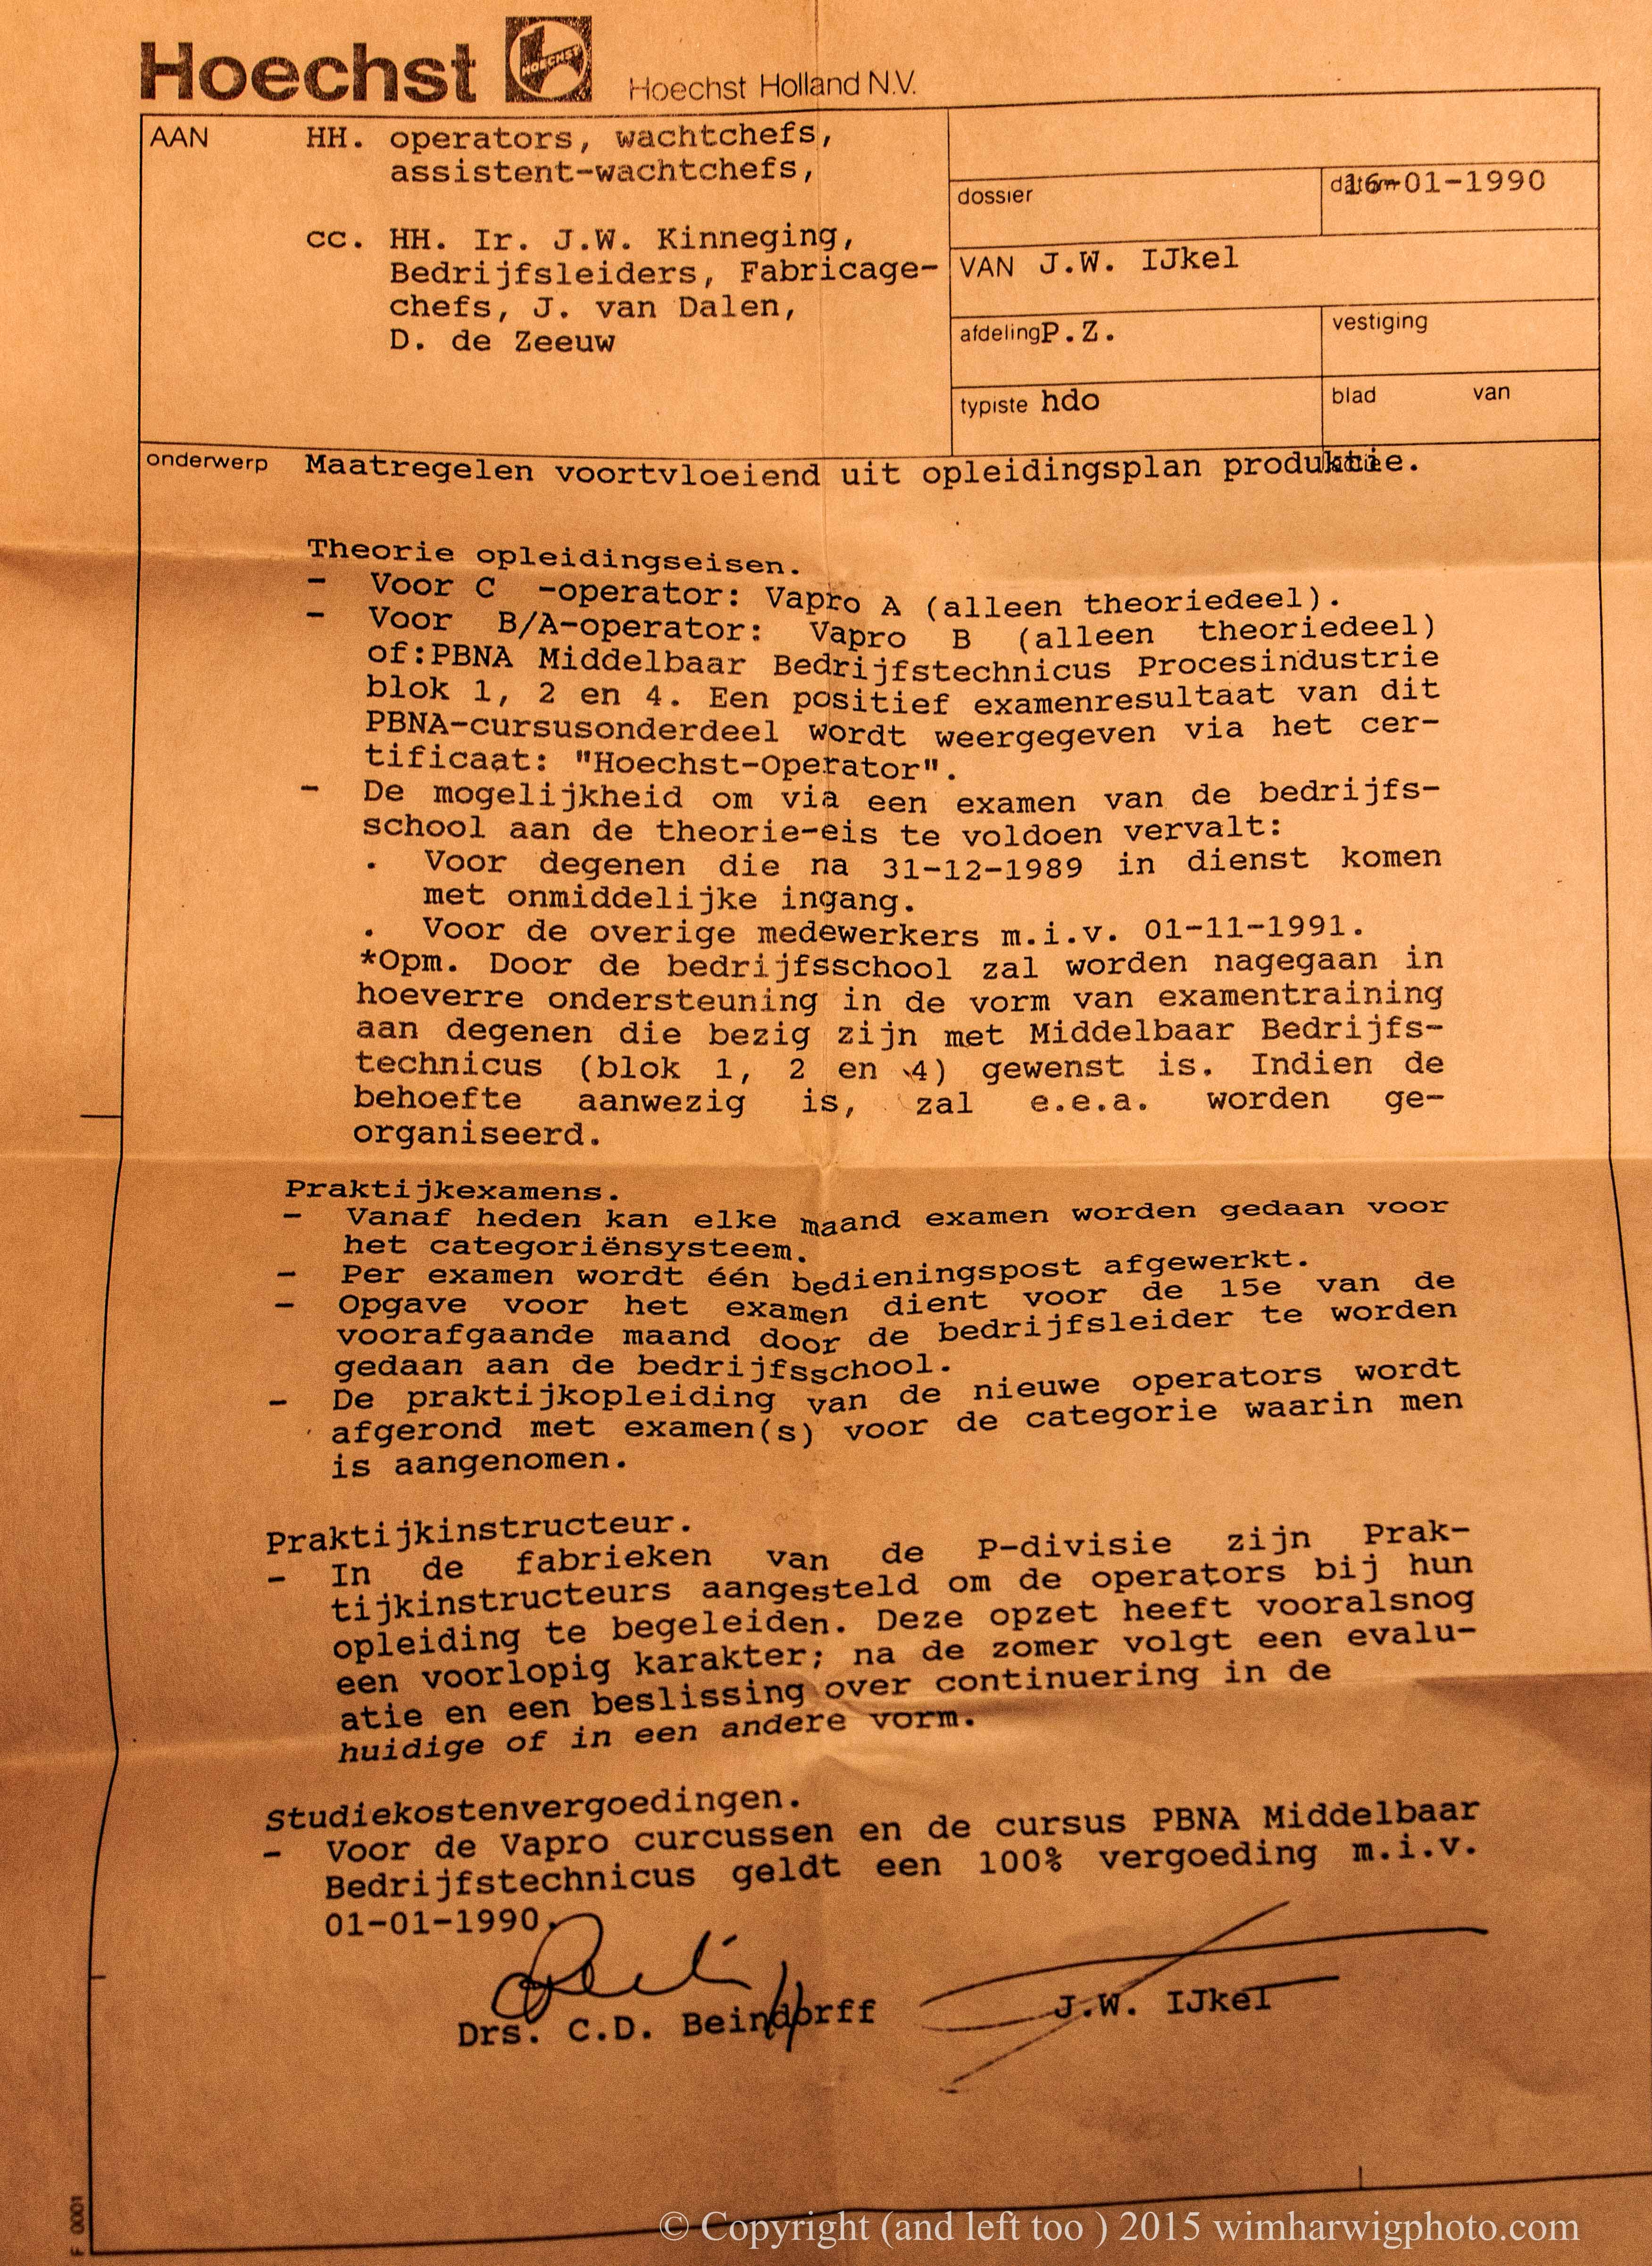 Hoechst HOECHST Hoechst Holland N.V.
AAN HH. operators, wachtchefs,
assistent-wachtchefs,
cc. HH. Ir. J.W. Kinneging,
Bedrijfsleiders, Fabricage-
chefs, J. van Dalen,
D. de Zeeuw
dossier datum 16-01-1990
VAN J.W. IJkel
afdeling P.Z. vestiging
typiste hdo blad van
onderwerp Maatregelen voortvloeiend uit opleidingsplan produktie.
Theorie opleidingseisen.
- Voor C -operator: Vapro A (alleen theoriedeel).
- Voor B/A-operator: Vapro B (alleen theoriedeel)
of:PBNA Middelbaar Bedrijfstechnicus Procesindustrie
blok 1, 2 en 4. Een positief examenresultaat van dit
PBNA-cursusonderdeel wordt weergegeven via het cer-
tificaat: "Hoechst-Operator".
- De mogelijkheid om via een examen van de bedrijfs-
school aan de theorie-eis te voldoen vervalt:
. Voor degenen die na 31-12-1989 in dienst komen
met onmiddelijke ingang.
. Voor de overige medewerkers m.i.v. 01-11-1991.
*Opm. Door de bedrijfsschool zal worden nagegaan in
hoeverre ondersteuning in de vorm van examentraining
aan degenen die bezig zijn met Middelbaar Bedrijfs-
technicus (blok 1, 2 en 4) gewenst is. Indien de
behoefte aanwezig is, zal e.e.a. worden ge-
organiseerd.
Praktijkexamens.
- Vanaf heden kan elke maand examen worden gedaan voor
het categoriënsysteem.
- Per examen wordt één bedieningspost afgewerkt.
- Opgave voor het examen dient voor de 15e van de
voorafgaande maand door de bedrijfsleider te worden
gedaan aan de bedrijfsschool.
- De praktijkopleiding van de nieuwe operators wordt
afgerond met examen(s) voor de categorie waarin men
is aangenomen.
Praktijkinstructeur.
- In de fabrieken van de P-divisie zijn Prak-
tijkinstructeurs aangesteld om de operators bij hun
opleiding te begeleiden. Deze opzet heeft vooralsnog
een voorlopig karakter; na de zomer volgt een evalu-
atie en een beslissing over continuering in de
huidige of in een andere vorm.
Studiekostenvergoedingen.
- Voor de Vapro curcussen en de cursus PBNA Middelbaar
Bedrijfstechnicus geldt een 100% vergoeding m.i.v.
01-01-1990.
Drs. C.D. Beindorff J.W. IJkel
F 0001
© Copyright (and left too ) 2015 wimharwigphoto.com